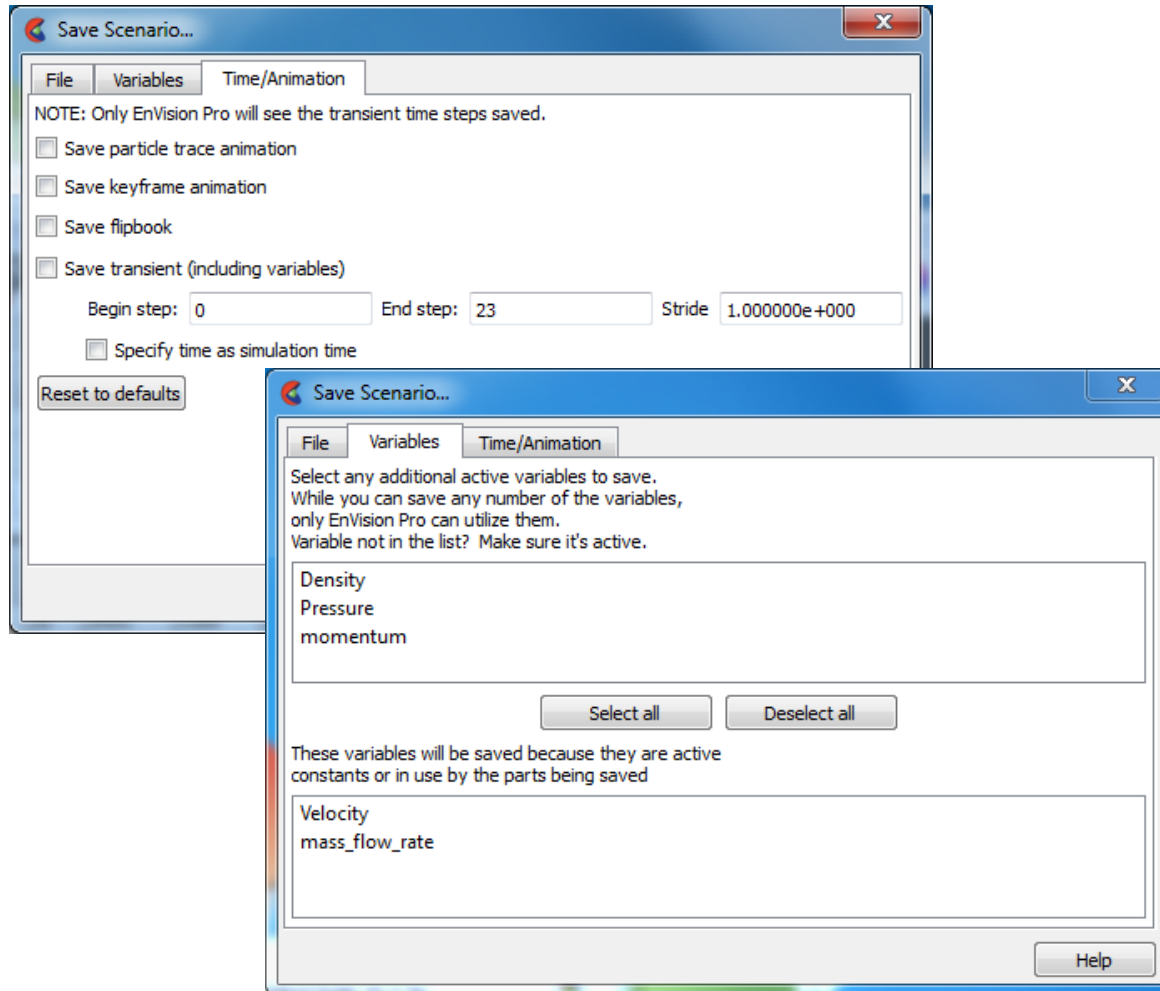 Save Scenario...
File Variables Time/Animation
NOTE: Only EnVision Pro will see the transient time steps saved.
Save particle trace animation
Save keyframe animation
Save flipbook
Save transient (including variables)
Begin step: 0 End step: 23 Stride 1.000000e+000
Specify time as simulation time
Reset to defaults
Save Scenario...
File Variables Time/Animation
Select any additional active variables to save.
While you can save any number of the variables,
only EnVision Pro can utilize them.
Variable not in the list? Make sure it's active.
Density
Pressure
momentum
Select all Deselect all
These variables will be saved because they are active
constants or in use by the parts being saved
Velocity
mass_flow_rate
Help